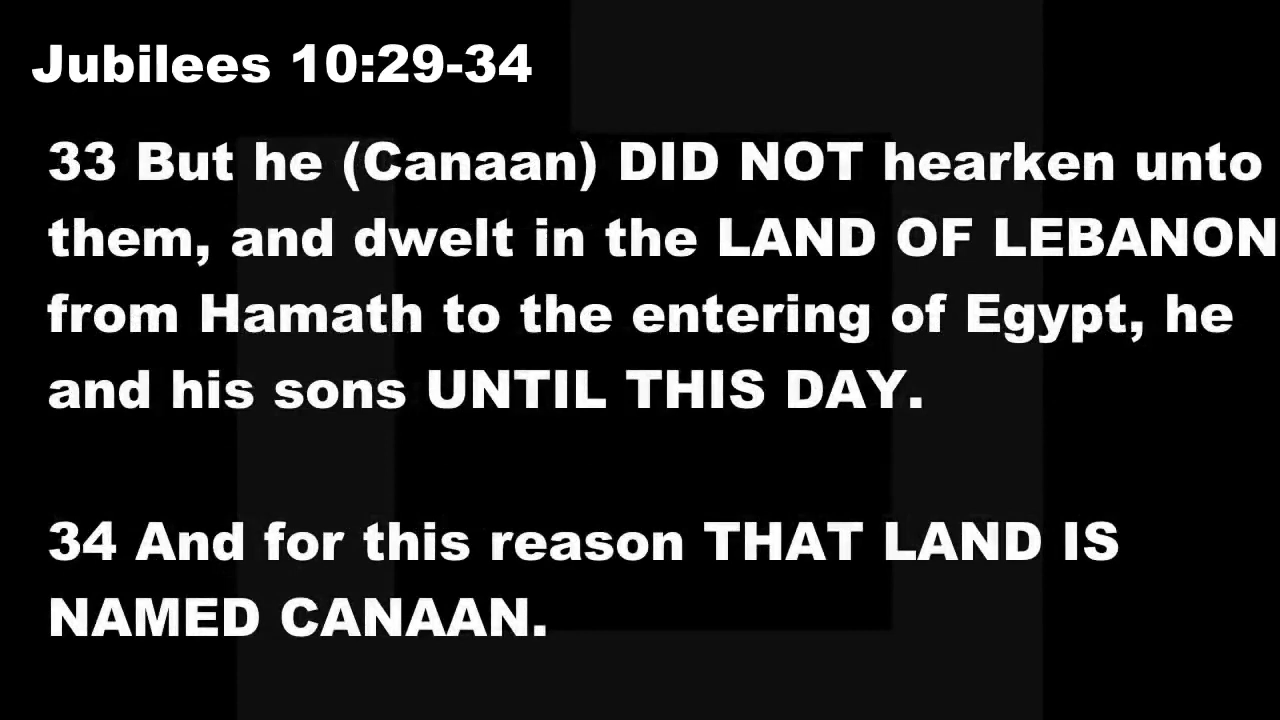 Jubilees 10:29-34
33 But he (Canaan) DID NOT hearken unto
them, and dwelt in the LAND OF LEBANON
from Hamath to the entering of Egypt, he
and his sons UNTIL THIS DAY.
34 And for this reason THAT LAND IS
NAMED CANAAN.